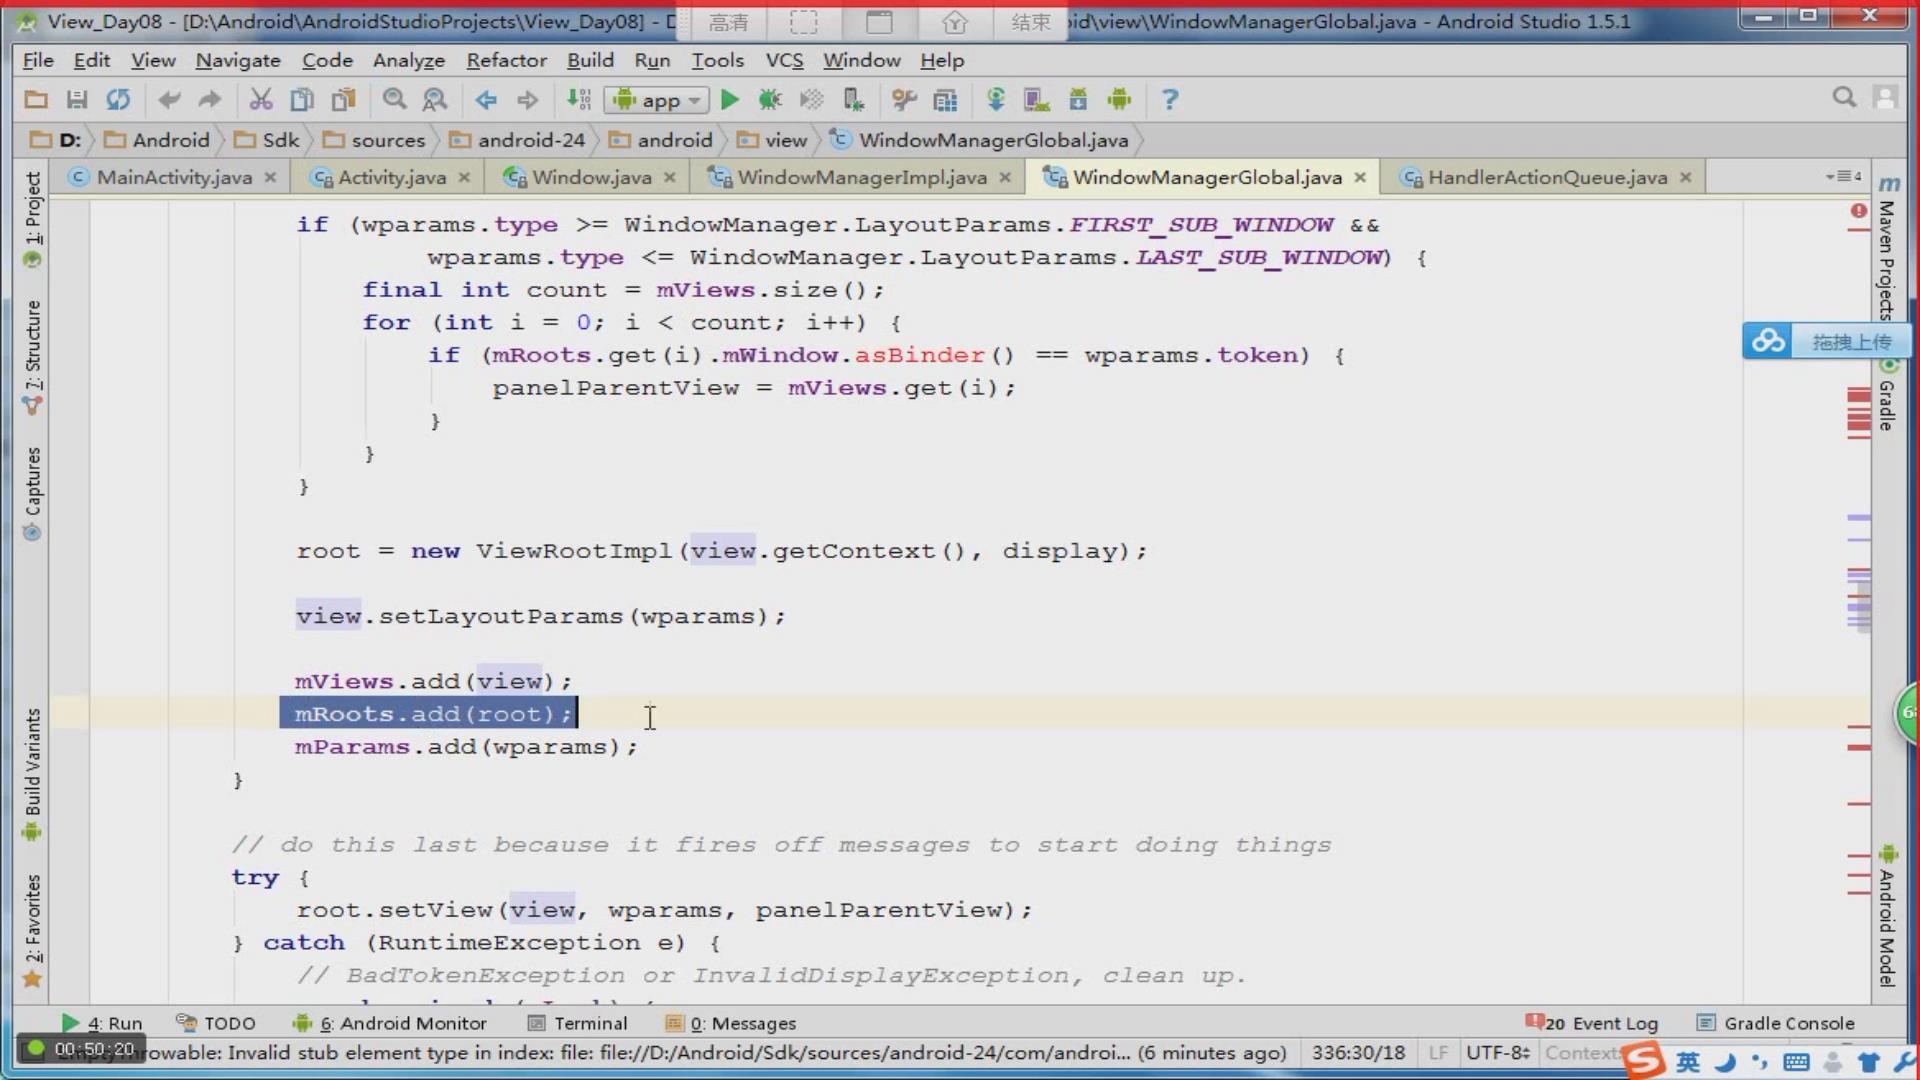 View_Day08 - [D:\Android\AndroidStudioProjects\View_Day08] - D
高清
结束
id\view\WindowManagerGlobal.java - Android Studio 1.5.1
File Edit View Navigate Code Analyze Refactor Build Run Tools VCS Window Help
app
D: Android Sdk sources android-24 android view WindowManagerGlobal.java
MainActivity.java Activity.java Window.java WindowManagerImpl.java WindowManagerGlobal.java HandlerActionQueue.java
1: Project
7: Structure
Captures
Build Variants
2: Favorites
if (wparams.type >= WindowManager.LayoutParams.FIRST_SUB_WINDOW &&
wparams.type <= WindowManager.LayoutParams.LAST_SUB_WINDOW) {
final int count = mViews.size();
for (int i = 0; i < count; i++) {
if (mRoots.get(i).mWindow.asBinder() == wparams.token) {
panelParentView = mViews.get(i);
}
}
}
root = new ViewRootImpl(view.getContext(), display);
view.setLayoutParams(wparams);
mViews.add(view);
mRoots.add(root);
mParams.add(wparams);
}
// do this last because it fires off messages to start doing things
try {
root.setView(view, wparams, panelParentView);
} catch (RuntimeException e) {
// BadTokenException or InvalidDisplayException, clean up.
Maven Projects
拖拽上传
Gradle
Android Model
4: Run TODO 6: Android Monitor Terminal 0: Messages
20 Event Log Gradle Console
00:50:20
Throwable: Invalid stub element type in index: file: file://D:/Android/Sdk/sources/android-24/com/androi... (6 minutes ago) 336:30/18 LF UTF-8 Context
英